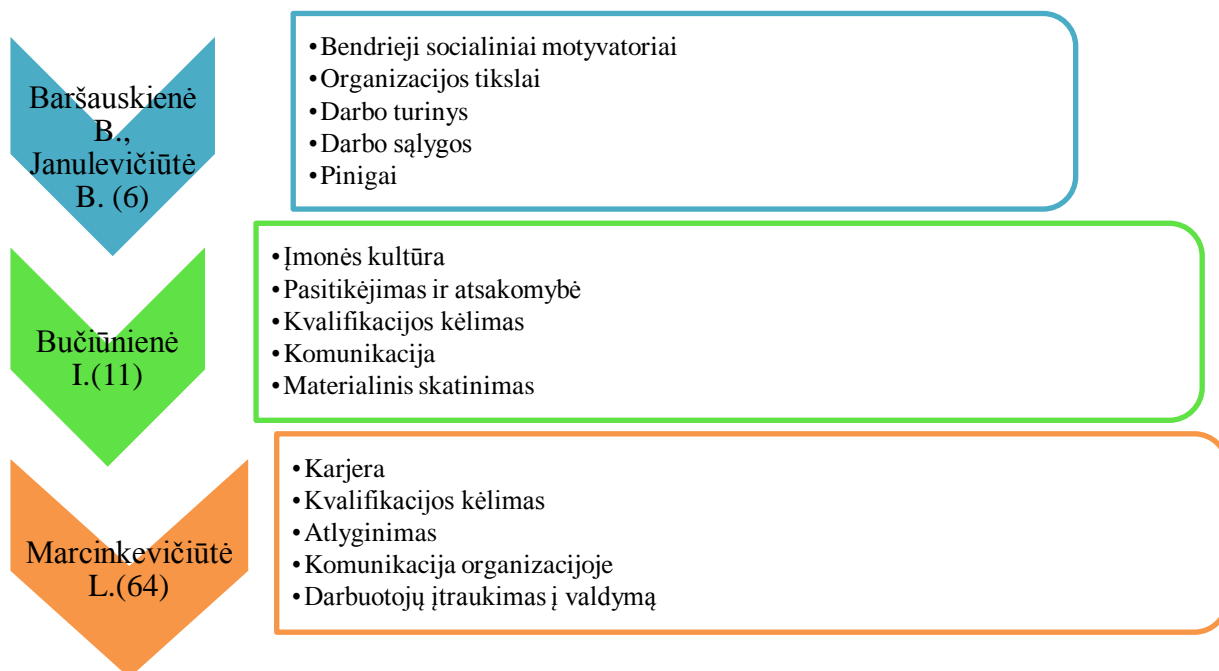 Baršauskienė
B.,
Janulevičiūtė
B. (6)
•Bendrieji socialiniai motyvatoriai
•Organizacijos tikslai
•Darbo turinys
•Darbo sąlygos
•Pinigai
Bučiūnienė
I.(11)
•Įmonės kultūra
•Pasitikėjimas ir atsakomybė
•Kvalifikacijos kėlimas
•Komunikacija
•Materialinis skatinimas
Marcinkevičiūtė
L.(64)
•Karjera
•Kvalifikacijos kėlimas
•Atlyginimas
•Komunikacija organizacijoje
•Darbuotojų įtraukimas į valdymą